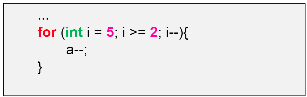 ...
for (int i = 5; i >= 2; i--){
a--;
}